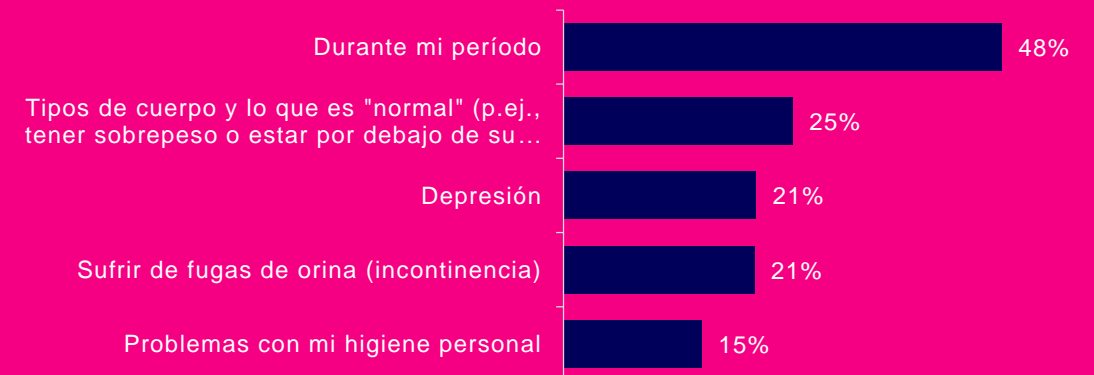 Durante mi período
48%
Tipos de cuerpo y lo que es "normal" (p.ej.,
tener sobrepeso o estar por debajo de su...
25%
Depresión
21%
Sufrir de fugas de orina (incontinencia)
21%
Problemas con mi higiene personal
15%